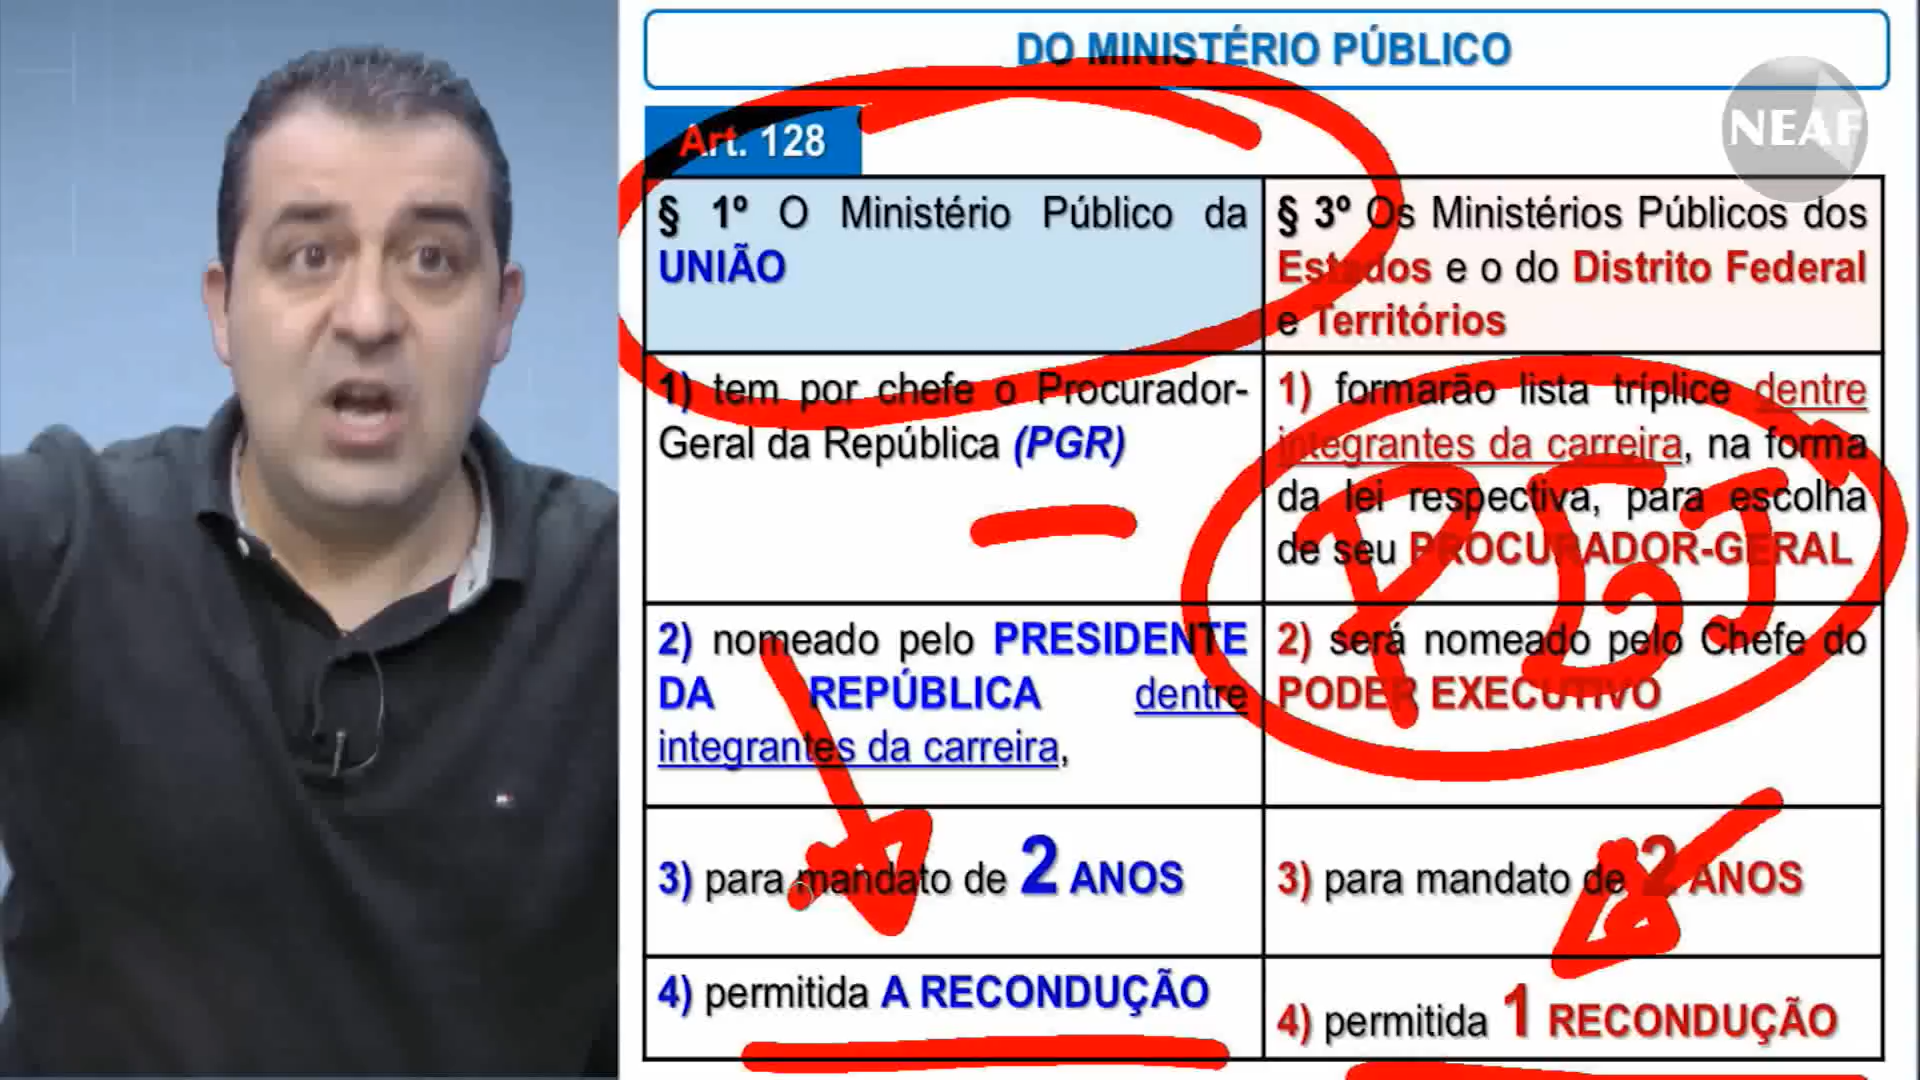 DO MINISTÉRIO PÚBLICO
NEAF
Art. 128
§ 1º O Ministério Público da
UNIÃO
§ 3º Os Ministérios Públicos dos
Estados e o do Distrito Federal
e Territórios
1) tem por chefe o Procurador-
Geral da República (PGR)
1) formarão lista tríplice dentre
integrantes da carreira, na forma
da lei respectiva, para escolha
de seu PROCURADOR-GERAL
PGJ
2) nomeado pelo PRESIDENTE
DA REPÚBLICA dentre
integrantes da carreira,
2) será nomeado pelo Chefe do
PODER EXECUTIVO
3) para mandato de 2 ANOS
3) para mandato de 2 ANOS
4) permitida A RECONDUÇÃO
4) permitida 1 RECONDUÇÃO